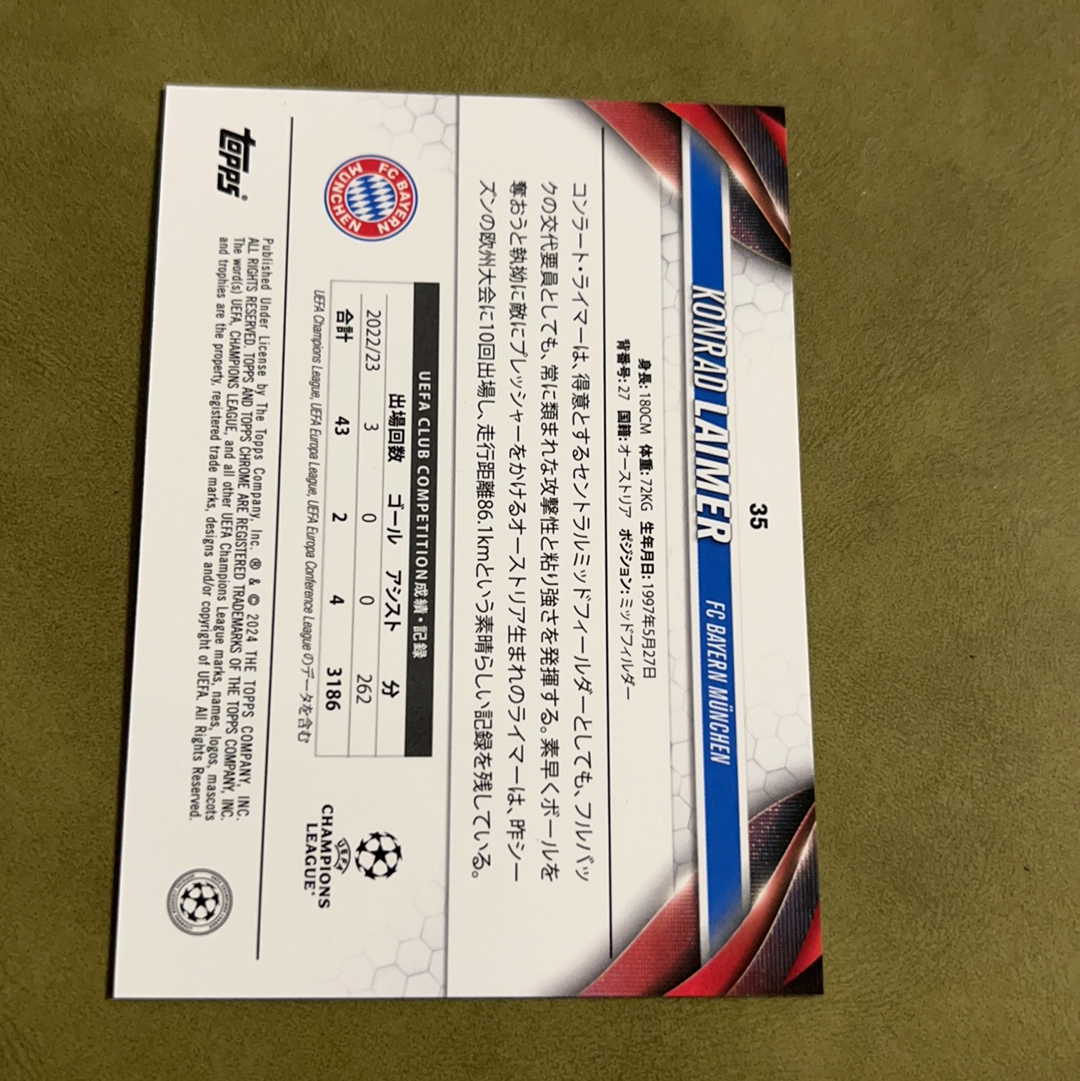 35
KONRAD LAIMER FC BAYERN MÜNCHEN
身長: 180CM 体重: 72KG 生年月日: 1997年5月27日
背番号: 27 国籍: オーストリア ポジション: ミッドフィルダー
コンラート・ライマーは、得意とするセントラルミッドフィールダーとしても、フルバッ
クの交代要員としても、常に類まれな攻撃性と粘り強さを発揮する。素早くボールを
奪おうと執拗に敵にプレッシャーをかけるオーストリア生まれのライマーは、昨シー
ズンの欧州大会に10回出場し、走行距離86.1kmという素晴らしい記録を残している。
FC BAYERN MÜNCHEN
UEFA CLUB COMPETITION成績・記録
出場回数 ゴール アシスト 分
2022/23 3 0 0 262
合計 43 2 4 3186
UEFA Champions League, UEFA Europa League, UEFA Europa Conference League のデータを含む
UEFA CHAMPIONS LEAGUE®
topps®
Published Under License by The Topps Company, Inc. ® & © 2024 THE TOPPS COMPANY, INC.
ALL RIGHTS RESERVED. TOPPS AND TOPPS CHROME ARE REGISTERED TRADEMARKS OF THE TOPPS COMPANY, INC.
The word(s) UEFA, CHAMPIONS LEAGUE, and all other UEFA Champions League marks, names, logos, mascots
and trophies are the property, registered trade marks, designs and/or copyright of UEFA. All Rights Reserved.